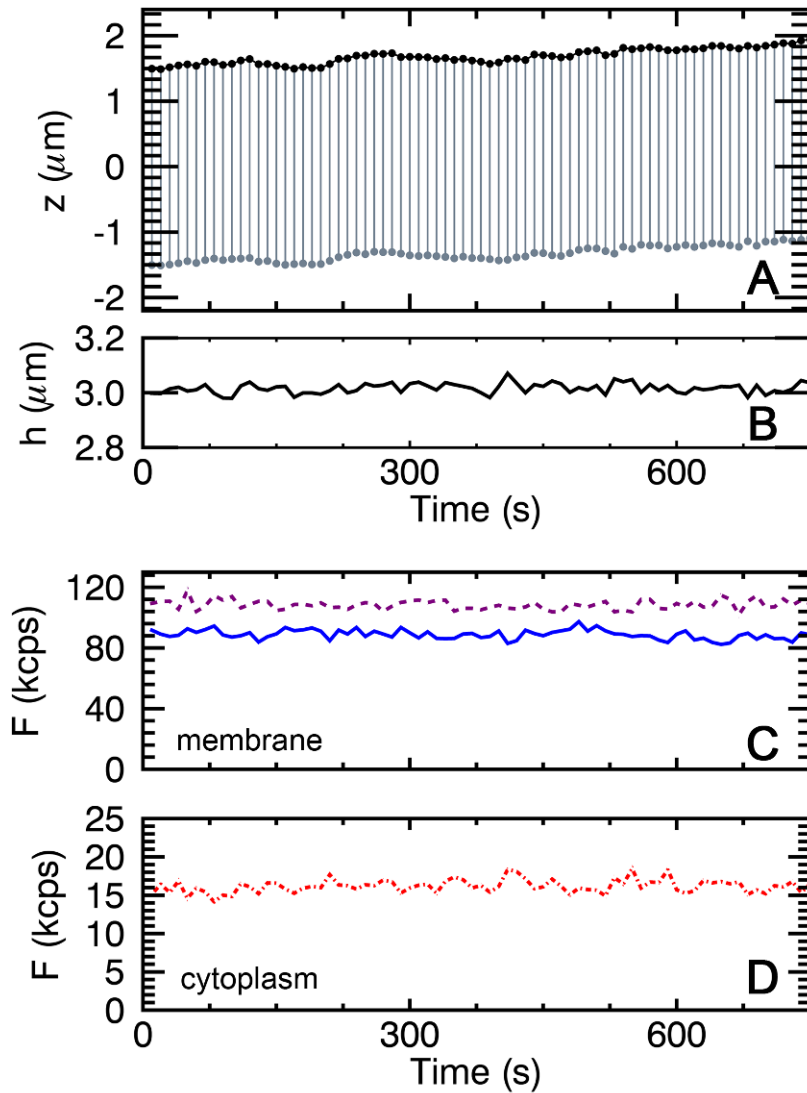 2
1
0
-1
-2
z (μm)
A
3.2
3.0
2.8
h (μm)
B
0 300 600
Time (s)
120
80
40
0
F (kcps)
membrane
C
25
20
15
10
5
0
F (kcps)
cytoplasm
D
0 300 600
Time (s)